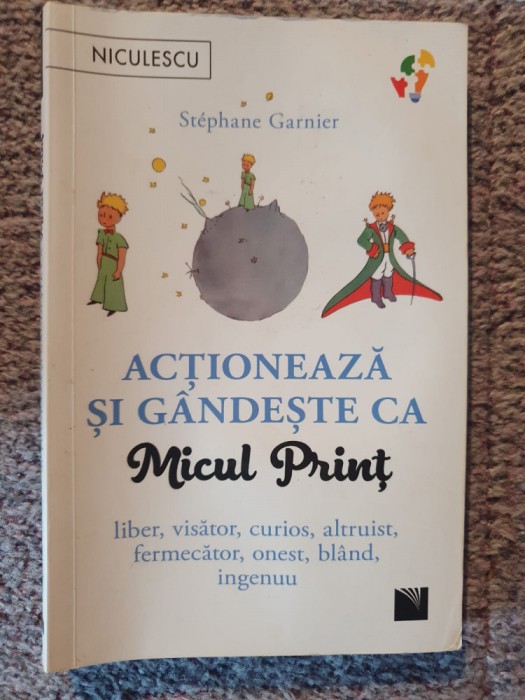 NICULESCU
Stéphane Garnier
ACȚIONEAZĂ
ȘI GÂNDEȘTE CA
Micul Prinț
liber, visător, curios, altruist,
fermecător, onest, blând,
ingenuu